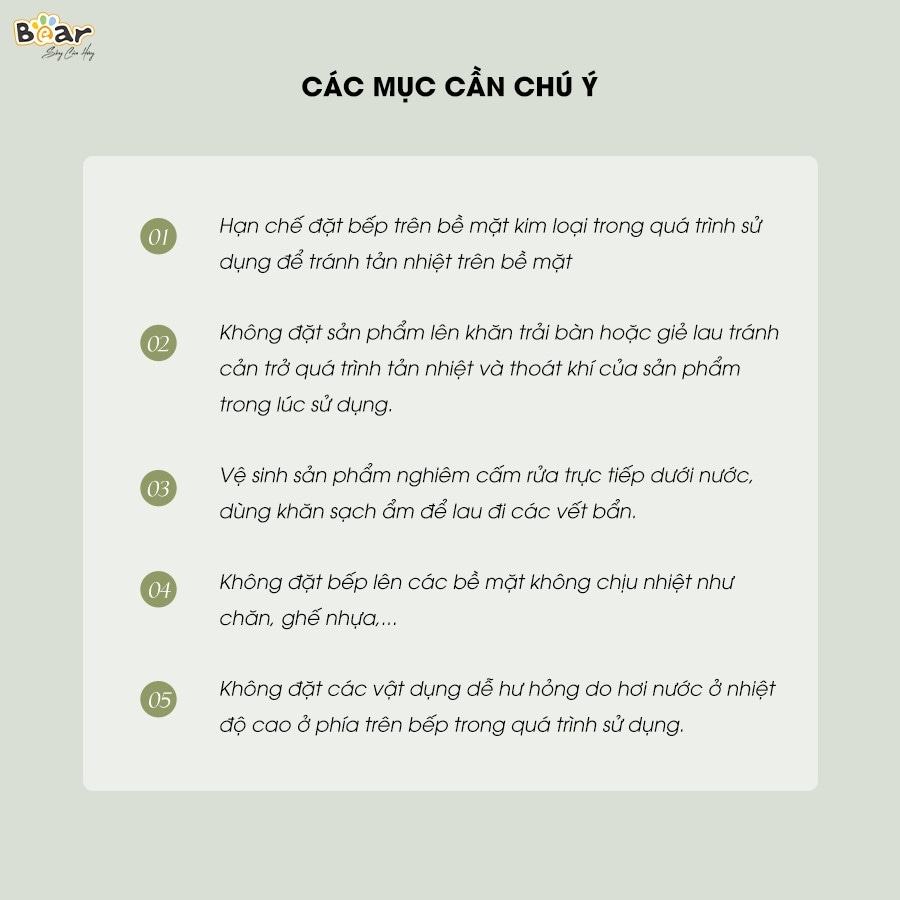 Bear
Sống Cảm Hứng
CÁC MỤC CẦN CHÚ Ý
01
Hạn chế đặt bếp trên bề mặt kim loại trong quá trình sử
dụng để tránh tản nhiệt trên bề mặt
02
Không đặt sản phẩm lên khăn trải bàn hoặc giẻ lau tránh
cản trở quá trình tản nhiệt và thoát khí của sản phẩm
trong lúc sử dụng.
03
Vệ sinh sản phẩm nghiêm cấm rửa trực tiếp dưới nước,
dùng khăn sạch ẩm để lau đi các vết bẩn.
04
Không đặt bếp lên các bề mặt không chịu nhiệt như
chăn, ghế nhựa,...
05
Không đặt các vật dụng dễ hư hỏng do hơi nước ở nhiệt
độ cao ở phía trên bếp trong quá trình sử dụng.